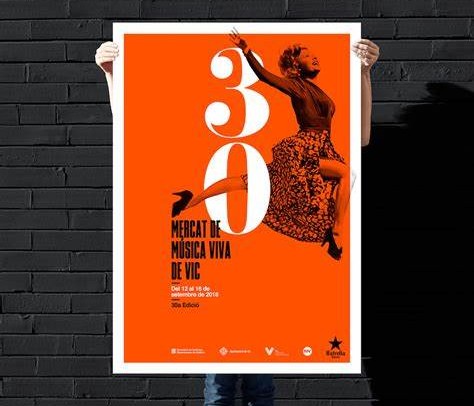 30
MERCAT DE
MÚSICA VIVA
DE VIC
Del 12 al 16 de
setembre de 2018
30a Edició
Estrella